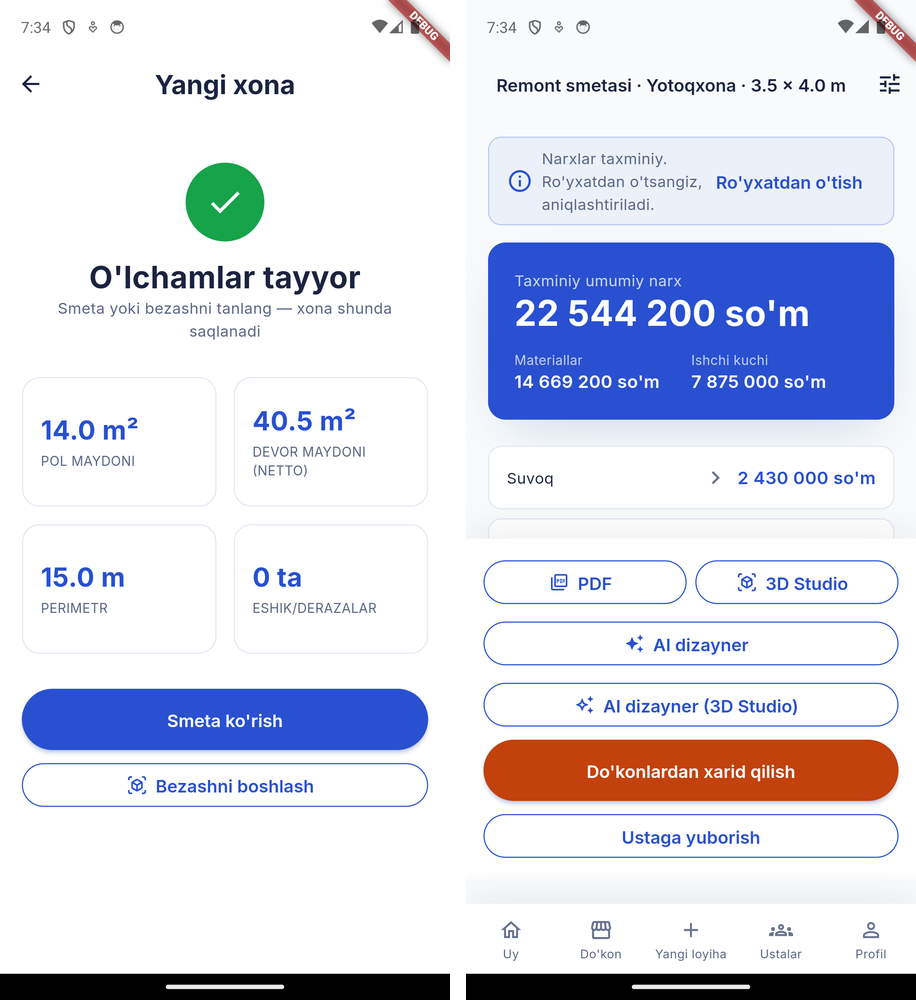 7:34
DEBUG
Yangi xona
O'lchamlar tayyor
Smeta yoki bezashni tanlang — xona shunda
saqlanadi
14.0 m²
POL MAYDONI
40.5 m²
DEVOR MAYDONI
(NETTO)
15.0 m
PERIMETR
0 ta
ESHIK/DERAZALAR
Smeta ko'rish
Bezashni boshlash
7:34
DEBUG
Remont smetasi · Yotoqxona · 3.5 × 4.0 m
Narxlar taxminiy.
Ro'yxatdan o'tsangiz,
aniqlashtiriladi.
Ro'yxatdan o'tish
Taxminiy umumiy narx
22 544 200 so'm
Materiallar
14 669 200 so'm
Ishchi kuchi
7 875 000 so'm
Suvoq
2 430 000 so'm
PDF
PDF
3D Studio
AI dizayner
AI dizayner (3D Studio)
Do'konlardan xarid qilish
Ustaga yuborish
Uy
Do'kon
Yangi loyiha
Ustalar
Profil